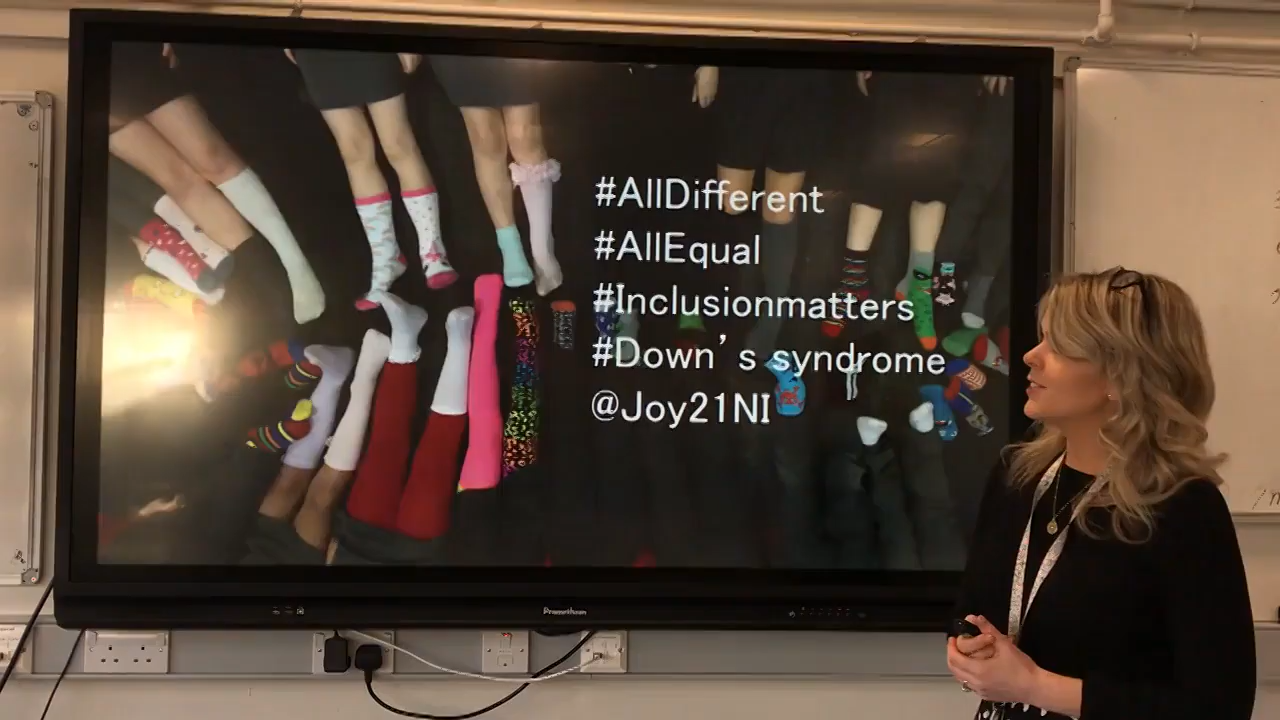 #AllDifferent
#AllEqual
#Inclusionmatters
#Down's syndrome
@Joy21NI
Promethean